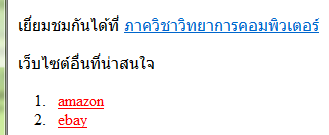 เยี่ยมชมกันได้ที่ ภาควิชาวิทยาการคอมพิวเตอร์
เว็บไซต์อื่นที่น่าสนใจ
1. amazon
2. ebay